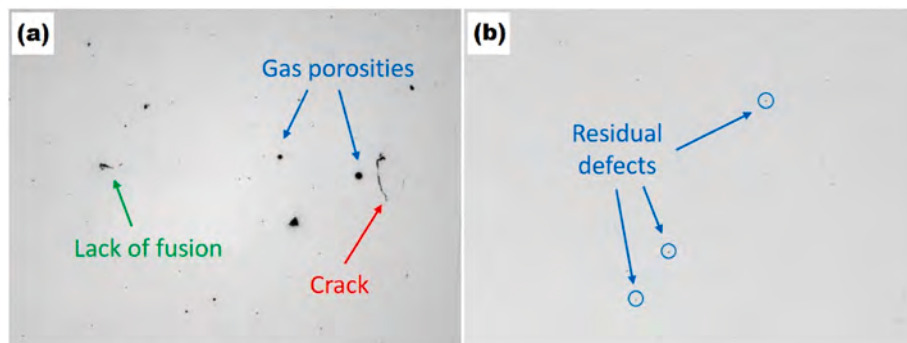 (a)
Gas porosities
Lack of fusion
Crack
(b)
Residual
defects